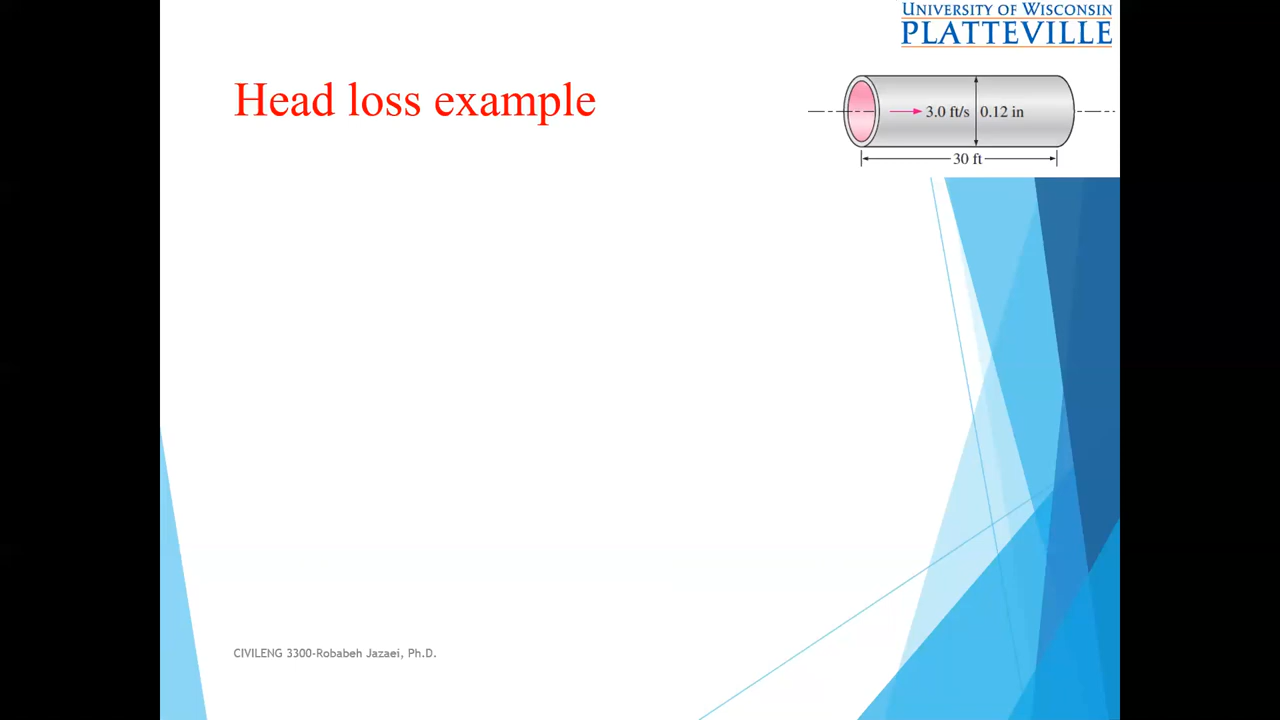 UNIVERSITY OF WISCONSIN
PLATTEVILLE
Head loss example
3.0 ft/s
0.12 in
30 ft
CIVILENG 3300-Robabeh Jazaei, Ph.D.